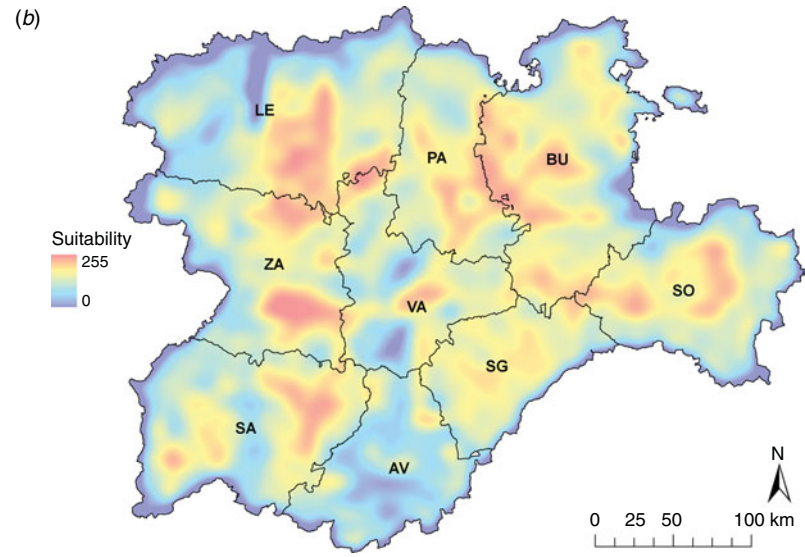 (b)
LE
PA
BU
Suitability
255
0
ZA
VA
SO
SG
SA
AV
N
0 25 50 100 km